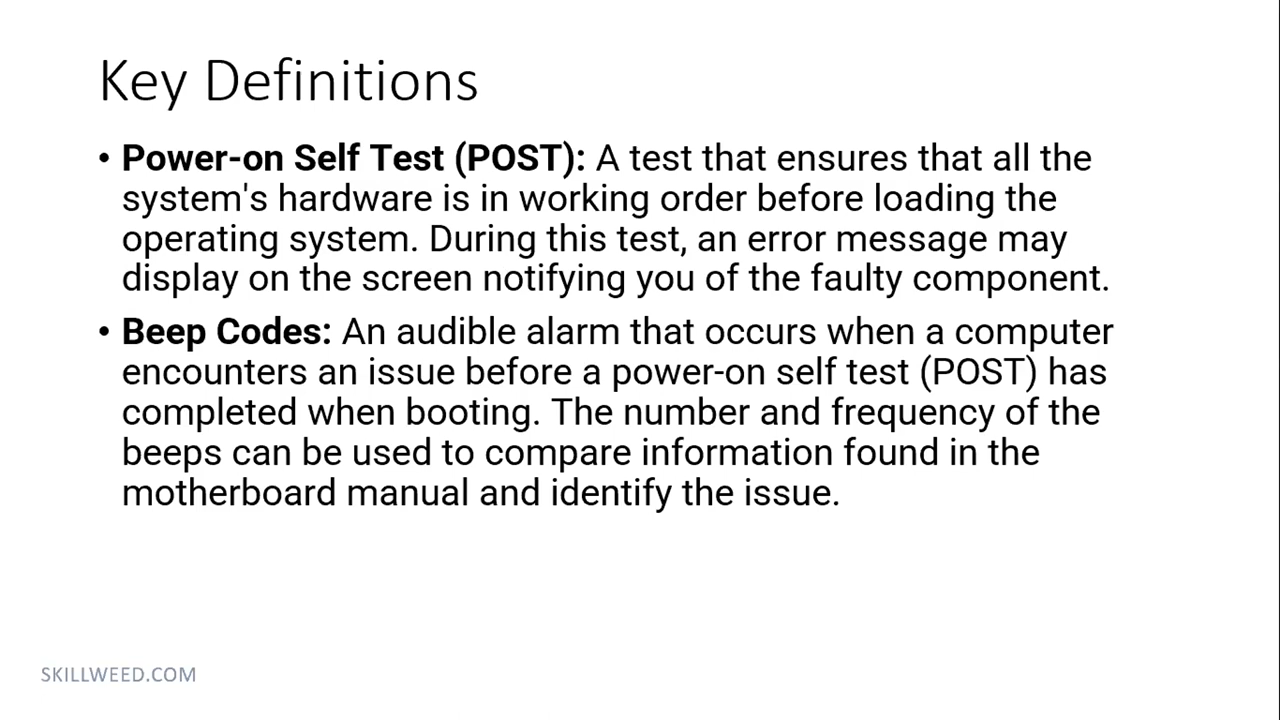 Key Definitions
• Power-on Self Test (POST): A test that ensures that all the
system's hardware is in working order before loading the
operating system. During this test, an error message may
display on the screen notifying you of the faulty component.
• Beep Codes: An audible alarm that occurs when a computer
encounters an issue before a power-on self test (POST) has
completed when booting. The number and frequency of the
beeps can be used to compare information found in the
motherboard manual and identify the issue.
SKILLWEED.COM